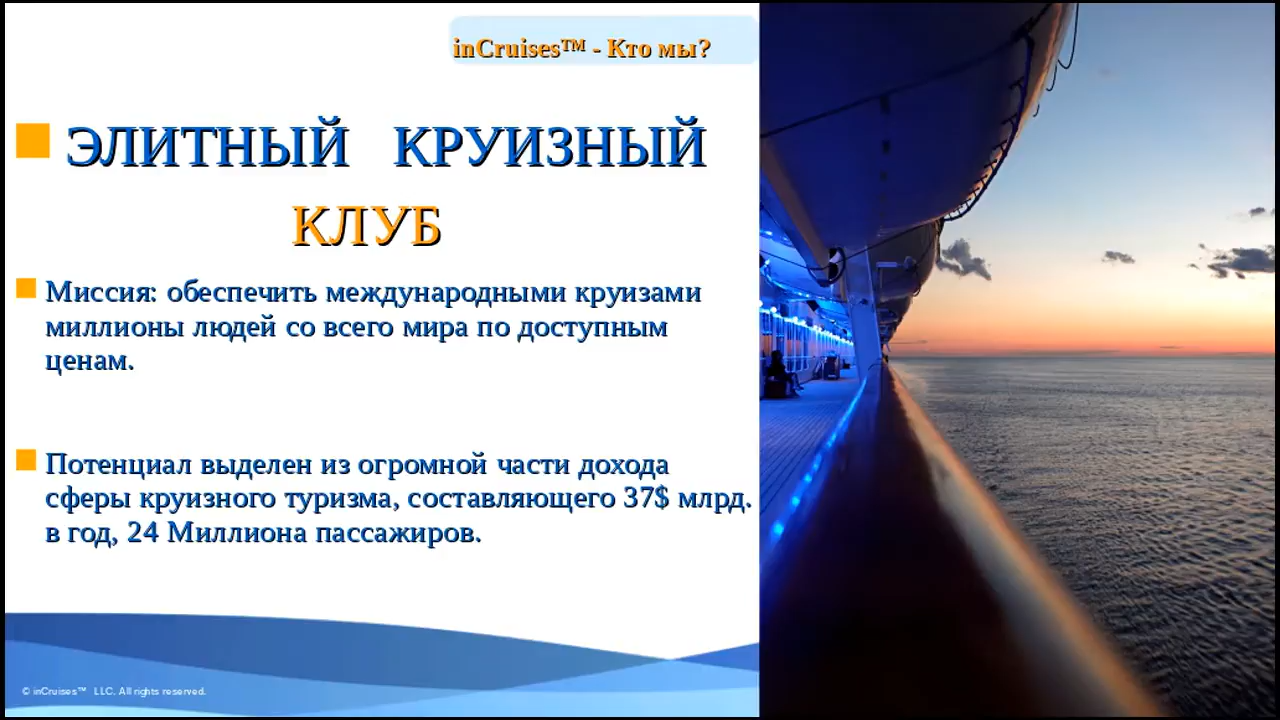 inCruises™ - Кто мы?
ЭЛИТНЫЙ КРУИЗНЫЙ
КЛУБ
Миссия: обеспечить международными круизами
миллионы людей со всего мира по доступным
ценам.
Потенциал выделен из огромной части дохода
сферы круизного туризма, составляющего 37$ млрд.
в год, 24 Миллиона пассажиров.
© inCruises™ LLC. All rights reserved.